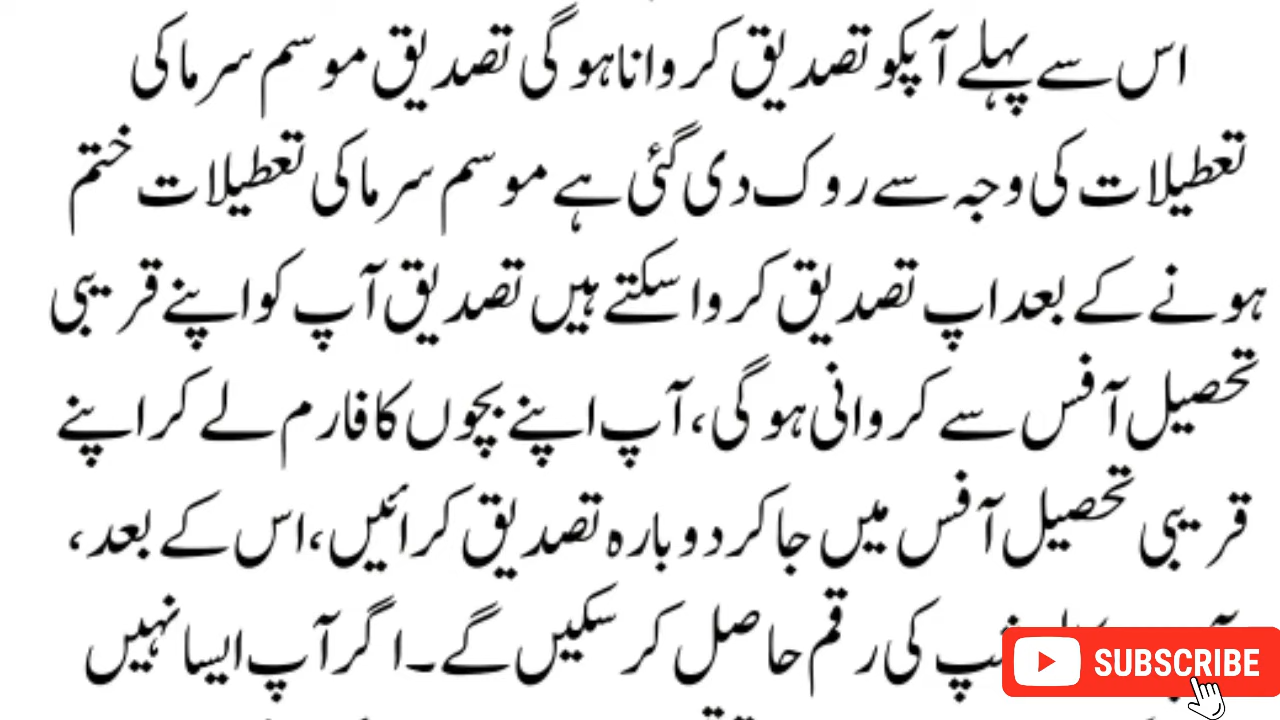 اس سے پہلے آپکو تصدیق کروانا ہو گی تصدیق موسم سرما کی
تعطیلات کی وجہ سے روک دی گئی ہے موسم سرما کی تعطیلات ختم
ہونے کے بعد اپ تصدیق کروا سکتے ہیں تصدیق آپ کو اپنے قریبی
تحصیل آفس سے کروانی ہو گی، آپ اپنے بچوں کا فارم لے کر اپنے
قریبی تحصیل آفس میں جا کر دوبارہ تصدیق کرائیں، اس کے بعد،
کی رقم حاصل کر سکیں گے۔ اگر آپ ایسا نہیں
SUBSCRIBE